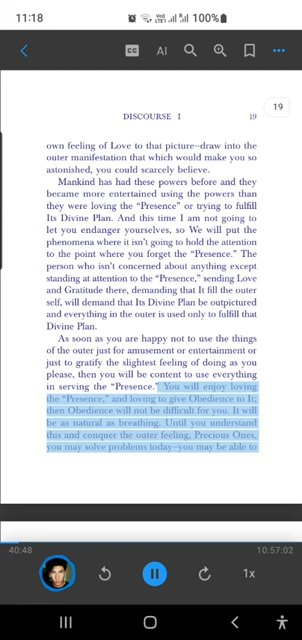 11:18
100%
CC
AI
19
DISCOURSE I 19
own feeling of Love to that picture—draw into the
outer manifestation that which would make you so
astonished, you could scarcely believe.
Mankind has had these powers before and they
became more entertained using the powers than
they were loving the “Presence” or trying to fulfill
Its Divine Plan. And this time I am not going to
let you endanger yourselves, so We will put the
phenomena where it isn't going to hold the attention
to the point where you forget the “Presence.” The
person who isn't concerned about anything except
standing at attention to the “Presence,” sending Love
and Gratitude there, demanding that It fill the outer
self, will demand that Its Divine Plan be outpictured
and everything in the outer is used only to fulfill that
Divine Plan.
As soon as you are happy not to use the things
of the outer just for amusement or entertainment or
just to gratify the slightest feeling of doing as you
please, then you will be content to use everything
in serving the “Presence.” You will enjoy loving
the “Presence,” and loving to give Obedience to It;
then Obedience will not be difficult for you. It will
be as natural as breathing. Until you understand
this and conquer the outer feeling, Precious Ones,
you may solve problems today—you may be able to
40:48 10:57:02
1x